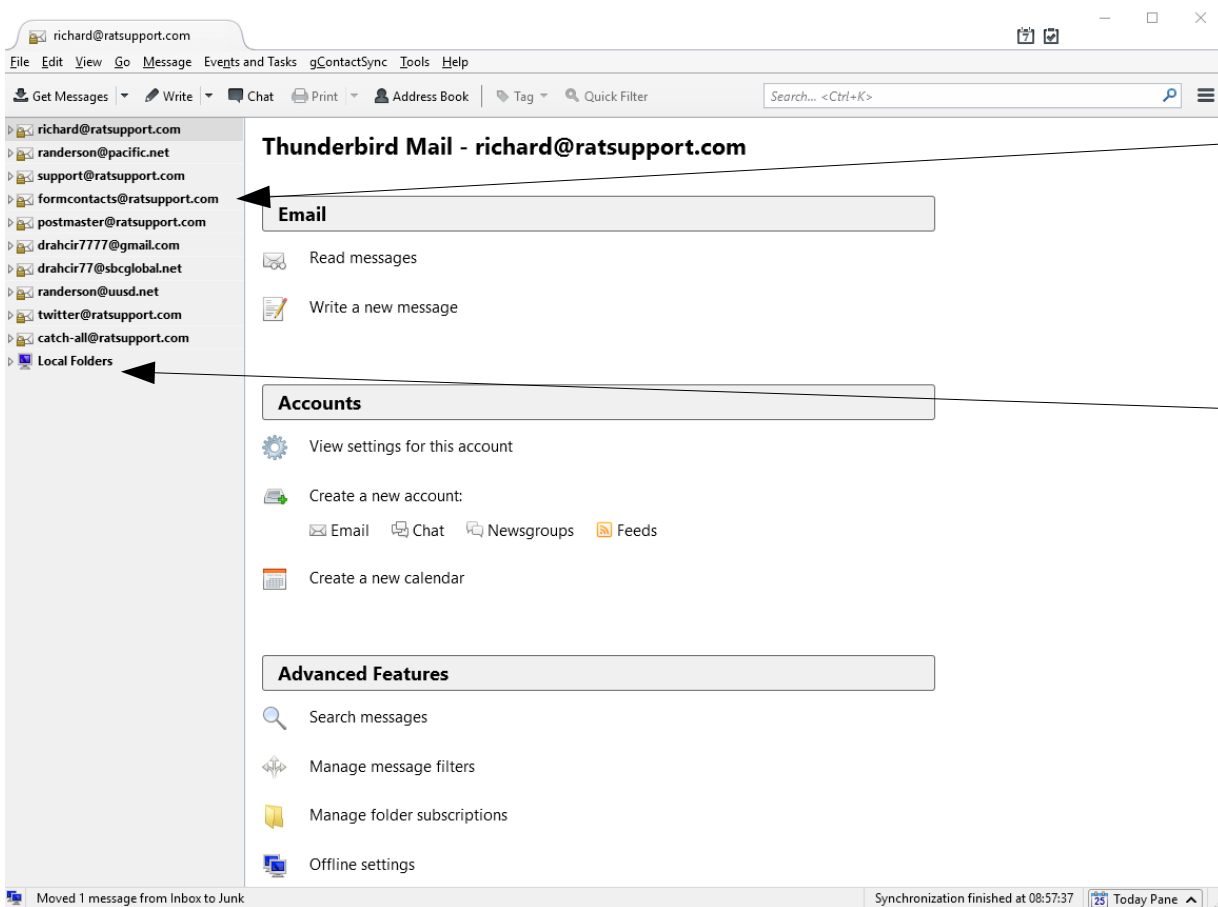 richard@ratsupport.com
7
File Edit View Go Message Events and Tasks gContactSync Tools Help
Get Messages Write Chat Print Address Book Tag Quick Filter Search... <Ctrl+K>
richard@ratsupport.com
randerson@pacific.net
support@ratsupport.com
formcontacts@ratsupport.com
postmaster@ratsupport.com
drahcir7777@gmail.com
drahcir77@sbcglobal.net
randerson@uusd.net
twitter@ratsupport.com
catch-all@ratsupport.com
Local Folders
Thunderbird Mail - richard@ratsupport.com
Email
Read messages
Write a new message
Accounts
View settings for this account
Create a new account:
Email Chat Newsgroups Feeds
Create a new calendar
Advanced Features
Search messages
Manage message filters
Manage folder subscriptions
Offline settings
Moved 1 message from Inbox to Junk Synchronization finished at 08:57:37 25 Today Pane